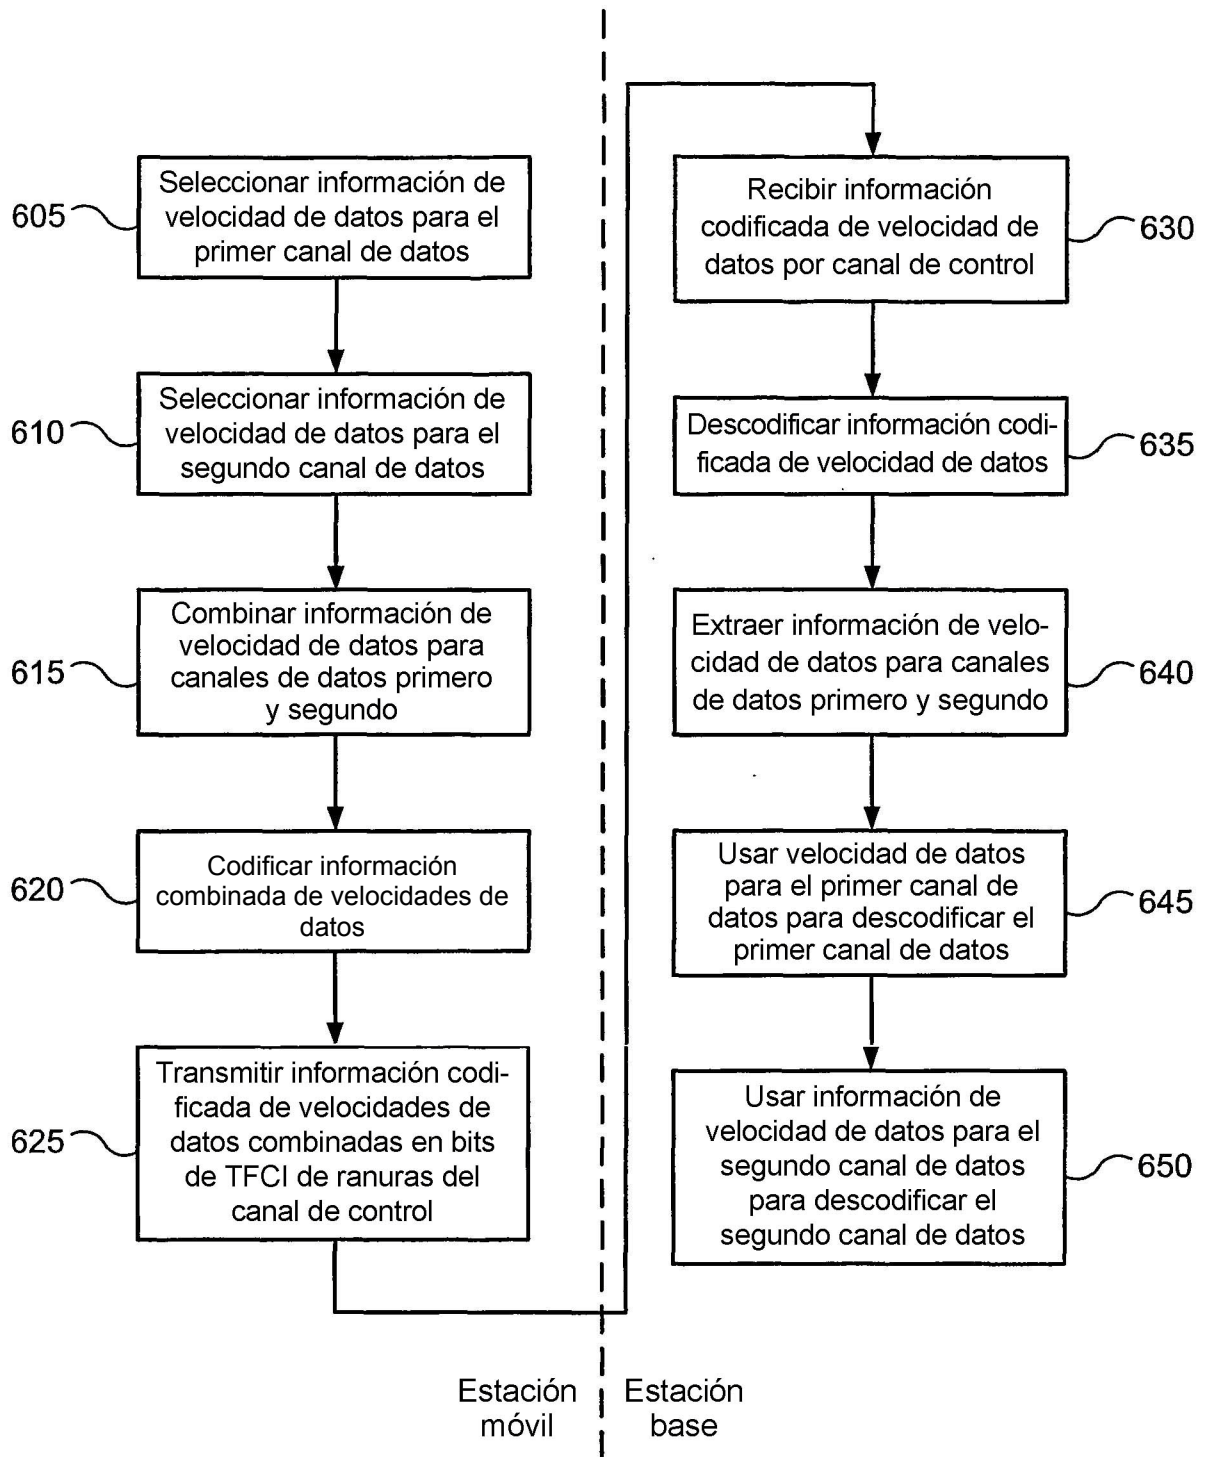 605
Seleccionar información de
velocidad de datos para el
primer canal de datos
610
Seleccionar información de
velocidad de datos para el
segundo canal de datos
615
Combinar información de
velocidad de datos para
canales de datos primero
y segundo
620
Codificar información
combinada de velocidades de
datos
625
Transmitir información codi-
ficada de velocidades de
datos combinadas en bits
de TFCI de ranuras del
canal de control
Estación
móvil
Recibir información
codificada de velocidad de
datos por canal de control
630
Descodificar información codi-
ficada de velocidad de datos
635
Extraer información de velo-
cidad de datos para canales
de datos primero y segundo
640
Usar velocidad de datos
para el primer canal de
datos para descodificar el
primer canal de datos
645
Usar información de
velocidad de datos para el
segundo canal de datos
para descodificar el
segundo canal de datos
650
Estación
base